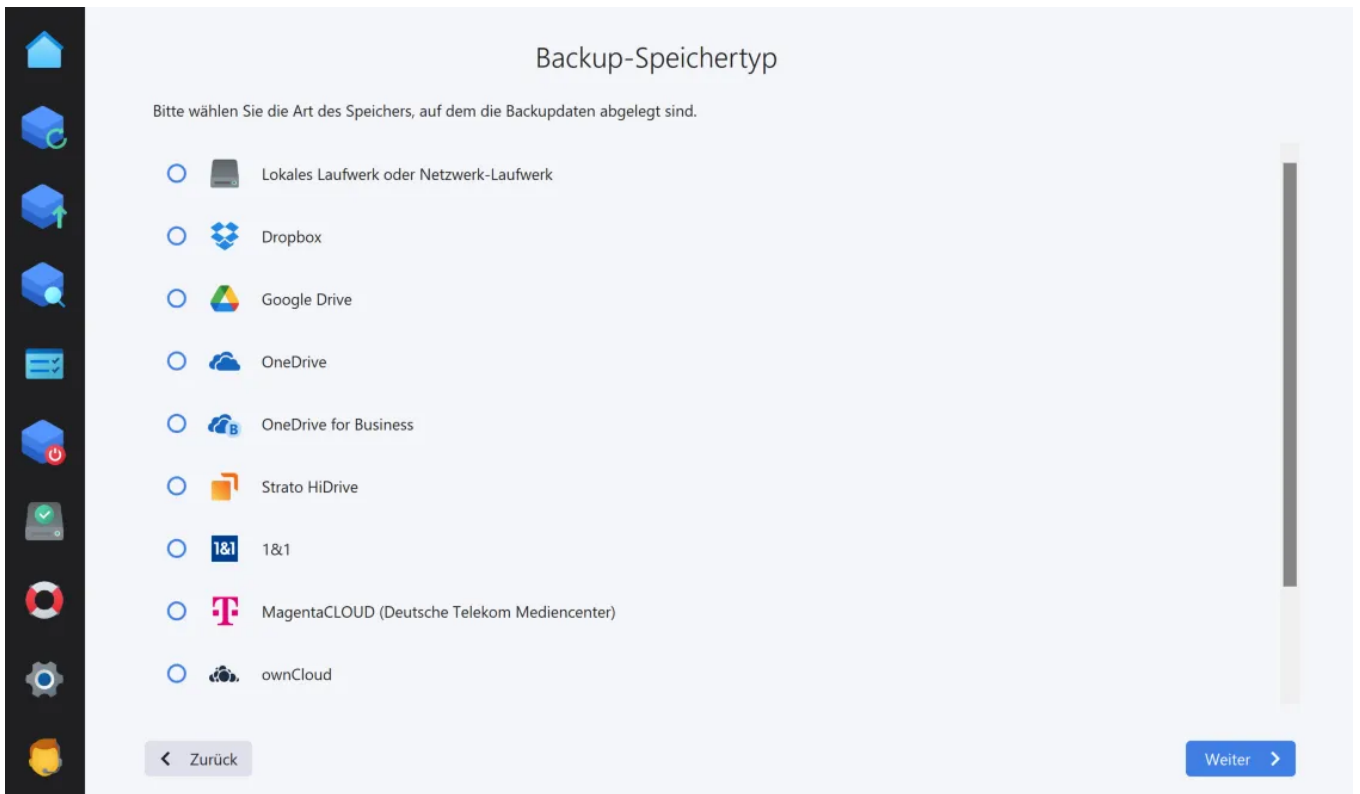 Backup-Speichertyp
Bitte wählen Sie die Art des Speichers, auf dem die Backupdaten abgelegt sind.
Lokales Laufwerk oder Netzwerk-Laufwerk
Dropbox
Google Drive
OneDrive
B OneDrive for Business
Strato HiDrive
1&1 1&1
T MagentaCLOUD (Deutsche Telekom Mediencenter)
ownCloud
Zurück
Weiter